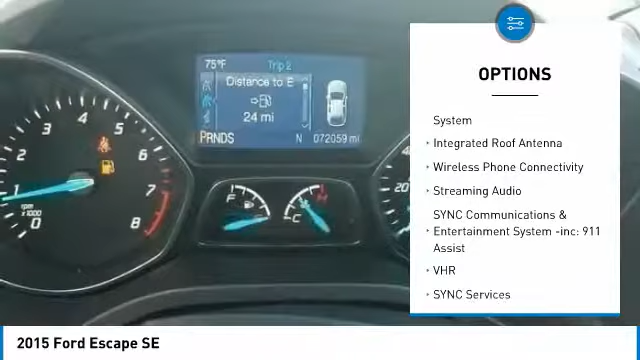 75°F Trip 2
Distance to E
24 mi
PRNDS N 072059 mi
1 2 3 4 5 6 7 8
rpm
x1000
0
F
C H
20
40
OPTIONS
System
Integrated Roof Antenna
Wireless Phone Connectivity
Streaming Audio
SYNC Communications &
Entertainment System -inc: 911
Assist
VHR
SYNC Services
2015 Ford Escape SE